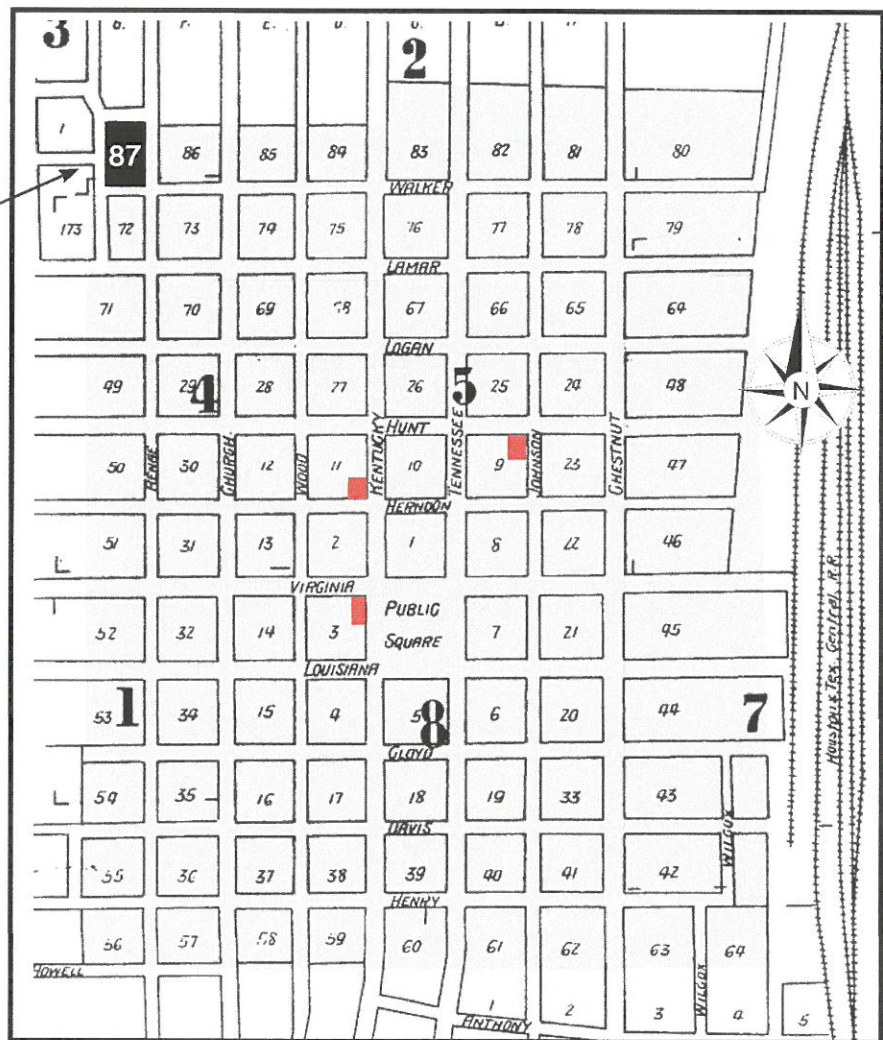 3 G. F. E. D. C. B. A.
2
1 87 86 85 84 83 82 81 80
WALKER
173 72 73 74 75 76 77 78 79
LAMAR
71 70 69 68 67 66 65 64
LOGAN
49 29 28 27 26 25 24 48
4 5
HUNT
BENGE CHURCH. WOOD KENTUGKY TENNESSEE JOHNSON CHESTNUT
50 30 12 11 10 9 23 47
HERNDON
51 31 13 2 1 8 22 46
VIRGINIA
52 32 14 3 PUBLIC 7 21 45
SQUARE
LOUISIANA
53 34 15 4 5 6 20 44
1 8 7
CLOYD
54 35 16 17 18 19 33 43
DAVIS
WILCOX
55 36 37 38 39 40 41 42
HENRY
56 57 58 59 60 61 62 63 64
HOWELL
WILCOX
1 2 3 4 5
ANTHONY
N
Houston & Tex. Central. R.R.